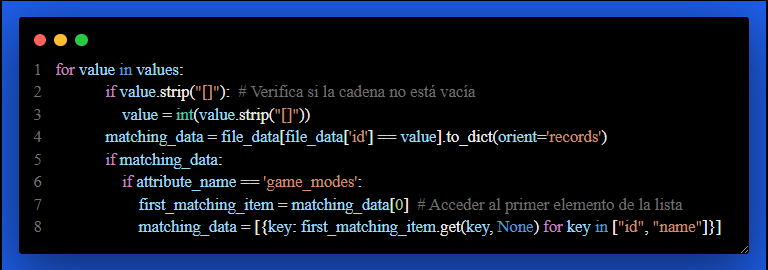 1 for value in values:
2 if value.strip("[]"): # Verifica si la cadena no está vacía
3 value = int(value.strip("[]"))
4 matching_data = file_data[file_data['id'] == value].to_dict(orient='records')
5 if matching_data:
6 if attribute_name == 'game_modes':
7 first_matching_item = matching_data[0] # Acceder al primer elemento de la lista
8 matching_data = [{key: first_matching_item.get(key, None) for key in ["id", "name"]}]